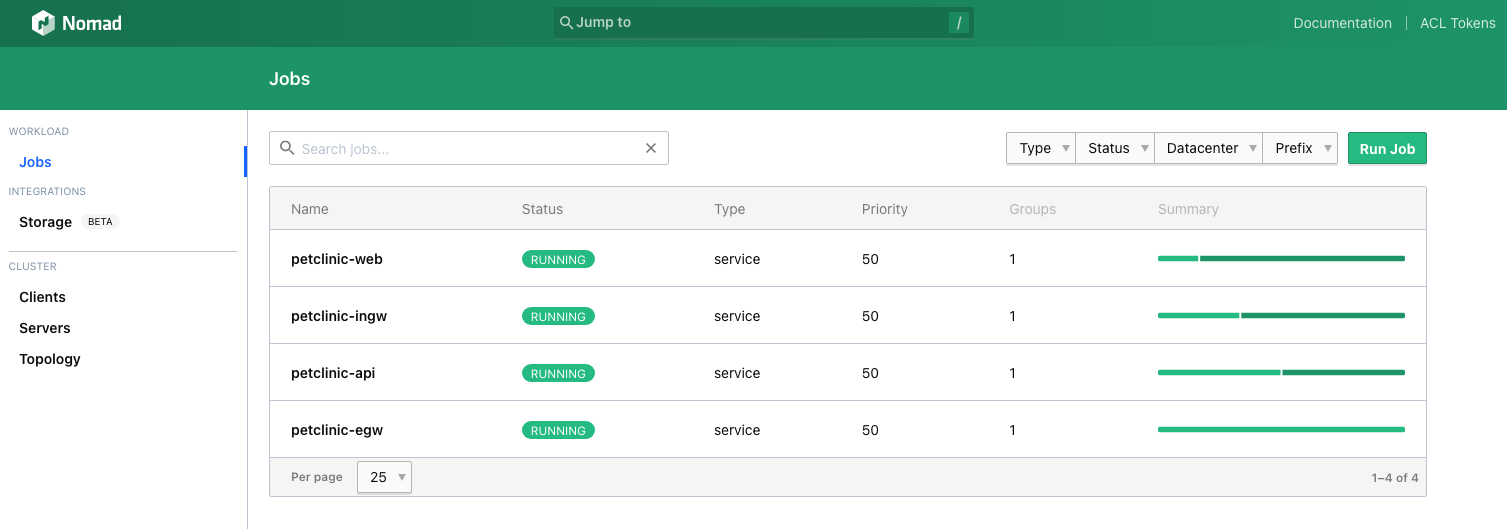 Nomad
Jump to /
Documentation | ACL Tokens
Jobs
WORKLOAD
Jobs
INTEGRATIONS
Storage BETA
CLUSTER
Clients
Servers
Topology
Search jobs...
Type Status Datacenter Prefix Run Job
Name Status Type Priority Groups Summary
petclinic-web RUNNING service 50 1
petclinic-ingw RUNNING service 50 1
petclinic-api RUNNING service 50 1
petclinic-egw RUNNING service 50 1
Per page 25 1–4 of 4